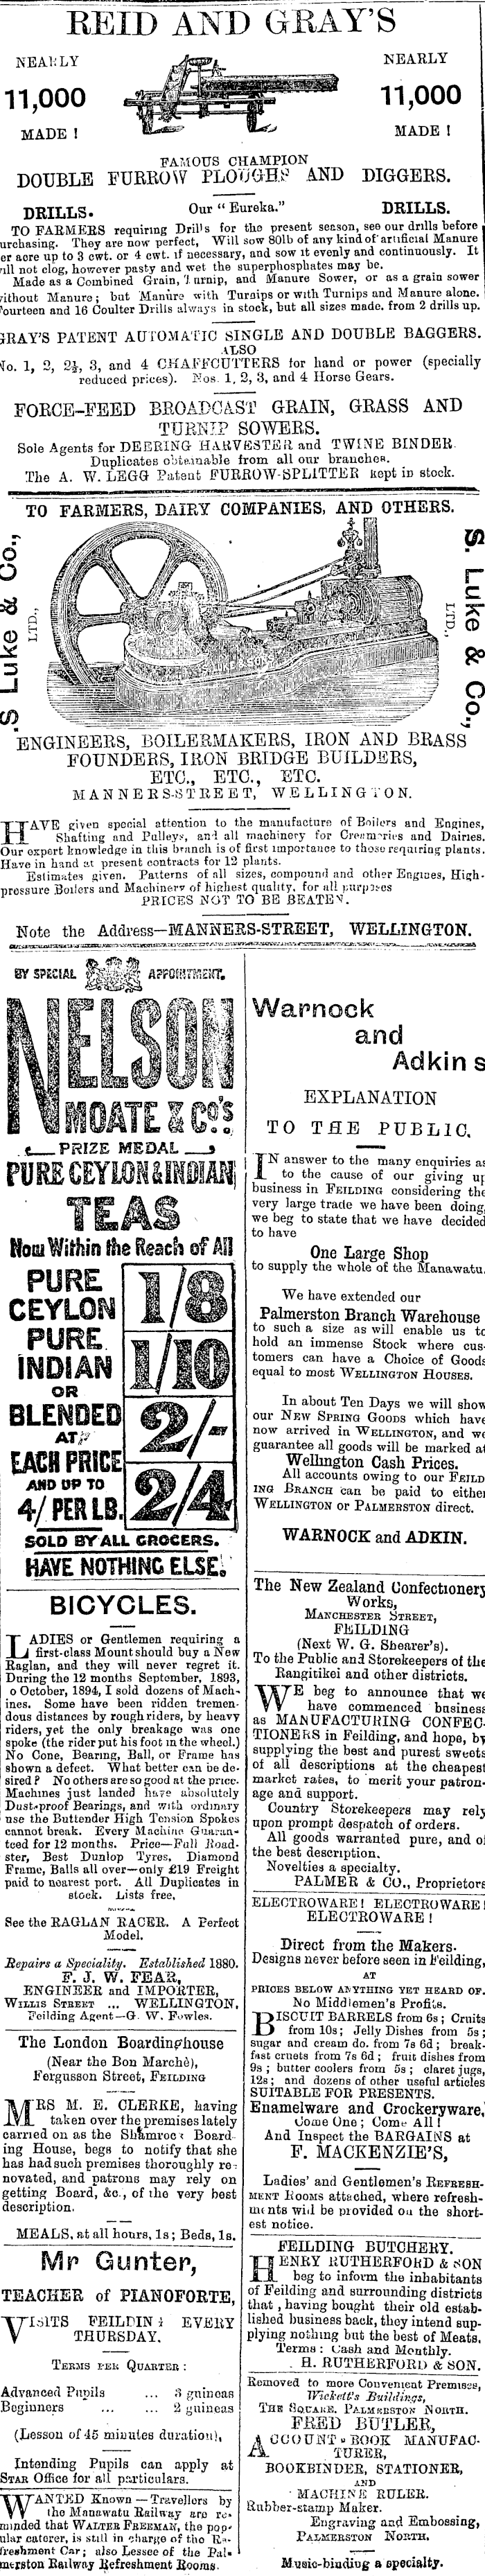 REID AND GRAY'S
NEARLY
11,000
MADE !
NEARLY
11,000
MADE !
FAMOUS CHAMPION
DOUBLE FURROW PLOUGHS AND DIGGERS.
DRILLS. Our "Eureka." DRILLS.
TO FARMERS requiring Drills for the present season, see our drills before
urchasing. They are now perfect, Will sow 80lb of any kind of artificial Manure
er acre up to 3 cwt. or 4 cwt. if necessary, and sow it evenly and continuously. It
ill not clog, however pasty and wet the superphosphates may be.
Made as a Combined Grain, Turnip, and Manure Sower, or as a grain sower
vithout Manure; but Manure with Turnips or with Turnips and Manure alone.
Fourteen and 16 Coulter Drills always in stock, but all sizes made. from 2 drills up.
GRAY'S PATENT AUTOMATIC SINGLE AND DOUBLE BAGGERS.
ALSO
No. 1, 2, 2½, 3, and 4 CHAFFCUTTERS for hand or power (specially
reduced prices). Nos. 1, 2, 3, and 4 Horse Gears.
FORCE-FEED BROADCAST GRAIN, GRASS AND
TURNIP SOWERS.
Sole Agents for DEERING HARVESTER and TWINE BINDER.
Duplicates obtainable from all our branches.
The A. W. LEGG Patent FURROW-SPLITTER kept in stock.
TO FARMERS, DAIRY COMPANIES, AND OTHERS.
S Luke & Co.,
LTD.,
S. Luke & Co.,
LTD.,
ENGINEERS, BOILERMAKERS, IRON AND BRASS
FOUNDERS, IRON BRIDGE BUILDERS,
ETC., ETC., ETC.
MANNERS-STREET, WELLINGTON.
HAVE given special attention to the manufacture of Boilers and Engines,
Shafting and Pulleys, and all machinery for Creameries and Dairies.
Our expert knowledge in this branch is of first importance to those requiring plants.
Have in hand at present contracts for 12 plants.
Estimates given. Patterns of all sizes, compound and other Engines, High-
pressure Boilers and Machinery of highest quality, for all purposes
PRICES NOT TO BE BEATEN.
Note the Address—MANNERS-STREET, WELLINGTON.
BY SPECIAL APPOINTMENT.
NELSON
MOATE & Co's.
PRIZE MEDAL
PURE CEYLON & INDIAN
TEAS
Now Within the Reach of All
PURE
CEYLON 1/8
PURE
INDIAN 1/10
OR
BLENDED 2/-
AT
EACH PRICE
AND UP TO
4/ PER LB. 2/4
SOLD BY ALL GROCERS.
HAVE NOTHING ELSE.
BICYCLES.
LADIES or Gentlemen requiring a
first-class Mount should buy a New
Raglan, and they will never regret it.
During the 12 months September, 1893,
o October, 1894, I sold dozens of Mach-
ines. Some have been ridden tremen-
dous distances by rough riders, by heavy
riders, yet the only breakage was one
spoke (the rider put his foot in the wheel.)
No Cone, Bearing, Ball, or Frame has
shown a defect. What better can be de-
sired? No others are so good at the price.
Machines just landed have absolutely
Dust-proof Bearings, and with ordinary
use the Buttender High Tension Spokes
cannot break. Every Machine Guaran-
teed for 12 months. Price—Full Road-
ster, Best Dunlop Tyres, Diamond
Frame, Balls all over—only £19 Freight
paid to nearest port. All Duplicates in
stock. Lists free.
See the RAGLAN RACER. A Perfect
Model.
Repairs a Speciality. Established 1880.
F. J. W. FEAR,
ENGINEER and IMPORTER,
WILLIS STREET ... WELLINGTON.
Feilding Agent—G. W. Fowles.
The London Boardinghouse
(Near the Bon Marché),
Fergusson Street, FEILDING
MRS M. E. CLERKE, having
taken over the premises lately
carried on as the Shamrock Board-
ing House, begs to notify that she
has had such premises thoroughly re-
novated, and patrons may rely on
getting Board, &c., of the very best
description.
MEALS, at all hours, 1s; Beds, 1s.
Mr Gunter,
TEACHER of PIANOFORTE,
VISITS FEILDING EVERY
THURSDAY.
TERMS PER QUARTER :
Advanced Pupils ... 3 guineas
Beginners ... ... 2 guineas
(Lesson of 45 minutes duration),
Intending Pupils can apply at
STAR Office for all particulars.
WANTED Known—Travellers by
the Manawatu Railway are re-
minded that WALTER FREEMAN, the pop-
ular caterer, is still in charge of the Re-
freshment Car; also Lessee of the Pal-
merston Railway Refreshment Rooms.
Warnock
and
Adkins
EXPLANATION
TO THE PUBLIC.
IN answer to the many enquiries as
to the cause of our giving up
business in FEILDING considering the
very large trade we have been doing,
we beg to state that we have decided
to have
One Large Shop
to supply the whole of the Manawatu.
We have extended our
Palmerston Branch Warehouse
to such a size as will enable us to
hold an immense Stock where cus-
tomers can have a Choice of Goods
equal to most WELLINGTON HOUSES.
In about Ten Days we will show
our NEW SPRING GOODS which have
now arrived in WELLINGTON, and we
guarantee all goods will be marked at
Wellington Cash Prices.
All accounts owing to our FEILD
ING BRANCH can be paid to either
WELLINGTON or PALMERSTON direct.
WARNOCK and ADKIN.
The New Zealand Confectionery
Works,
MANCHESTER STREET,
FEILDING
(Next W. G. Shearer's).
To the Public and Storekeepers of the
Rangitikei and other districts.
WE beg to announce that we
have commenced business
as MANUFACTURING CONFEC-
TIONERS in Feilding, and hope, by
supplying the best and purest sweets
of all descriptions at the cheapest
market rates, to merit your patron-
age and support.
Country Storekeepers may rely
upon prompt despatch of orders.
All goods warranted pure, and of
the best description.
Novelties a specialty.
PALMER & CO., Proprietors
ELECTROWARE! ELECTROWARE!
ELECTROWARE!
Direct from the Makers.
Designs never before seen in Feilding,
AT
PRICES BELOW ANYTHING YET HEARD OF.
No Middlemen's Profits.
BISCUIT BARRELS from 6s; Cruits
from 10s; Jelly Dishes from 5s;
sugar and cream do. from 7s 6d; break-
fast cruets from 7s 6d; fruit dishes from
9s; butter coolers from 5s; claret jugs,
12s; and dozens of other useful articles
SUITABLE FOR PRESENTS.
Enamelware and Crockeryware,
Come One; Come All!
And Inspect the BARGAINS at
F. MACKENZIE'S,
Ladies' and Gentlemen's REFRESH-
MENT ROOMS attached, where refresh-
ments will be provided on the short-
est notice.
FEILDING BUTCHERY.
HENRY RUTHERFORD & SON
beg to inform the inhabitants
of Feilding and surrounding districts
that, having bought their old estab-
lished business back, they intend sup-
plying nothing but the best of Meats.
Terms: Cash and Monthly.
H. RUTHERFORD & SON.
Removed to more Convenient Premises,
Wickett's Buildings,
THE SQUARE, PALMERSTON NORTH.
FRED BUTLER,
ACCOUNT-BOOK MANUFAC-
TURER,
BOOKBINDER, STATIONER,
AND
MACHINE RULER.
Rubber-stamp Maker.
Engraving and Embossing,
PALMERSTON NORTH.
Music-binding a specialty.